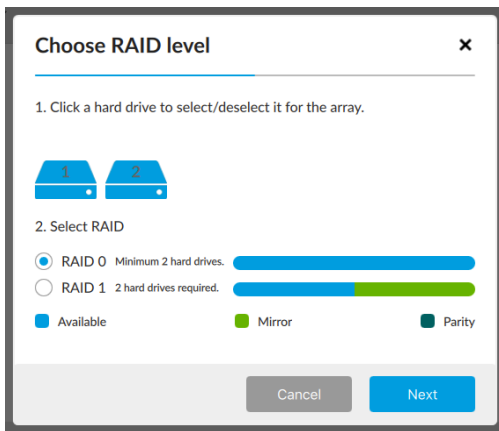 Choose RAID level
1. Click a hard drive to select/deselect it for the array.
1 2
2. Select RAID
RAID 0 Minimum 2 hard drives.
RAID 1 2 hard drives required.
Available Mirror Parity
Cancel Next